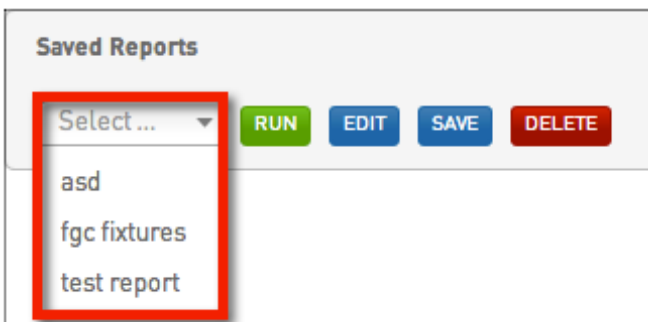 Saved Reports
Select... RUN EDIT SAVE DELETE
asd
fgc fixtures
test report